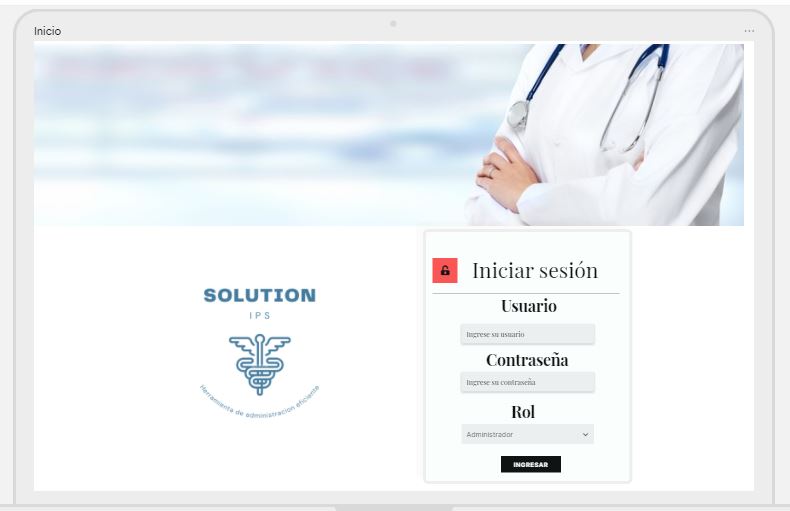 Inicio
SOLUTION
IPS
Herramienta de administracion eficiente
Iniciar sesión
Usuario
Ingrese su usuario
Contraseña
Ingrese su contraseña
Rol
Administrador
INGRESAR